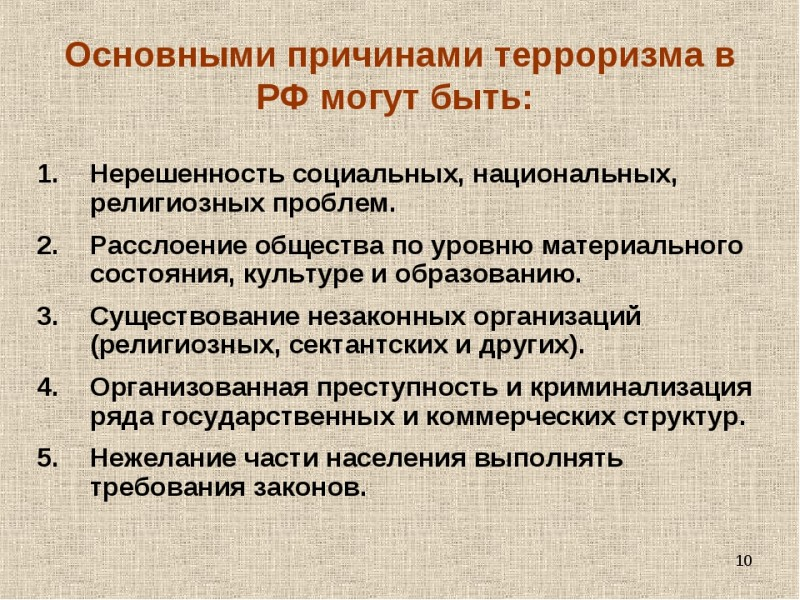 Основными причинами терроризма в
РФ могут быть:
1. Нерешенность социальных, национальных,
религиозных проблем.
2. Расслоение общества по уровню материального
состояния, культуре и образованию.
3. Существование незаконных организаций
(религиозных, сектантских и других).
4. Организованная преступность и криминализация
ряда государственных и коммерческих структур.
5. Нежелание части населения выполнять
требования законов.
10